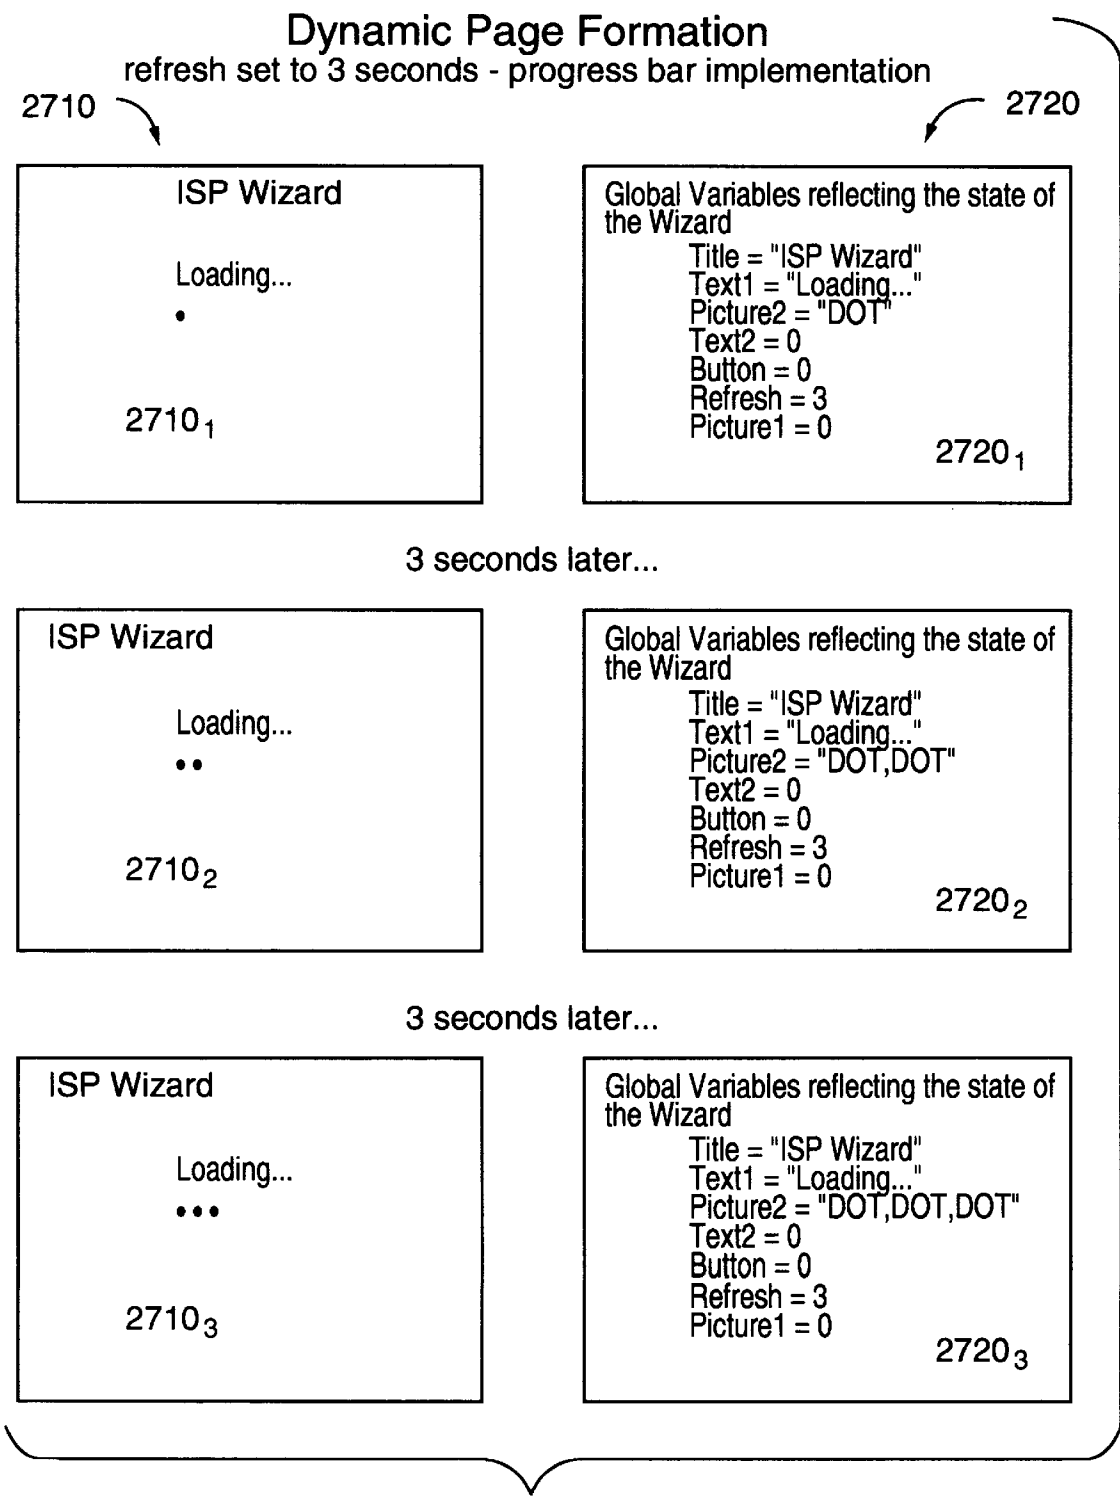 Dynamic Page Formation
refresh set to 3 seconds - progress bar implementation
2710
2720
ISP Wizard
Loading...
2710₁
Global Variables reflecting the state of
the Wizard
Title = "ISP Wizard"
Text1 = "Loading..."
Picture2 = "DOT"
Text2 = 0
Button = 0
Refresh = 3
Picture1 = 0
2720₁
3 seconds later...
ISP Wizard
Loading...
2710₂
Global Variables reflecting the state of
the Wizard
Title = "ISP Wizard"
Text1 = "Loading..."
Picture2 = "DOT,DOT"
Text2 = 0
Button = 0
Refresh = 3
Picture1 = 0
2720₂
3 seconds later...
ISP Wizard
Loading...
2710₃
Global Variables reflecting the state of
the Wizard
Title = "ISP Wizard"
Text1 = "Loading..."
Picture2 = "DOT,DOT,DOT"
Text2 = 0
Button = 0
Refresh = 3
Picture1 = 0
2720₃